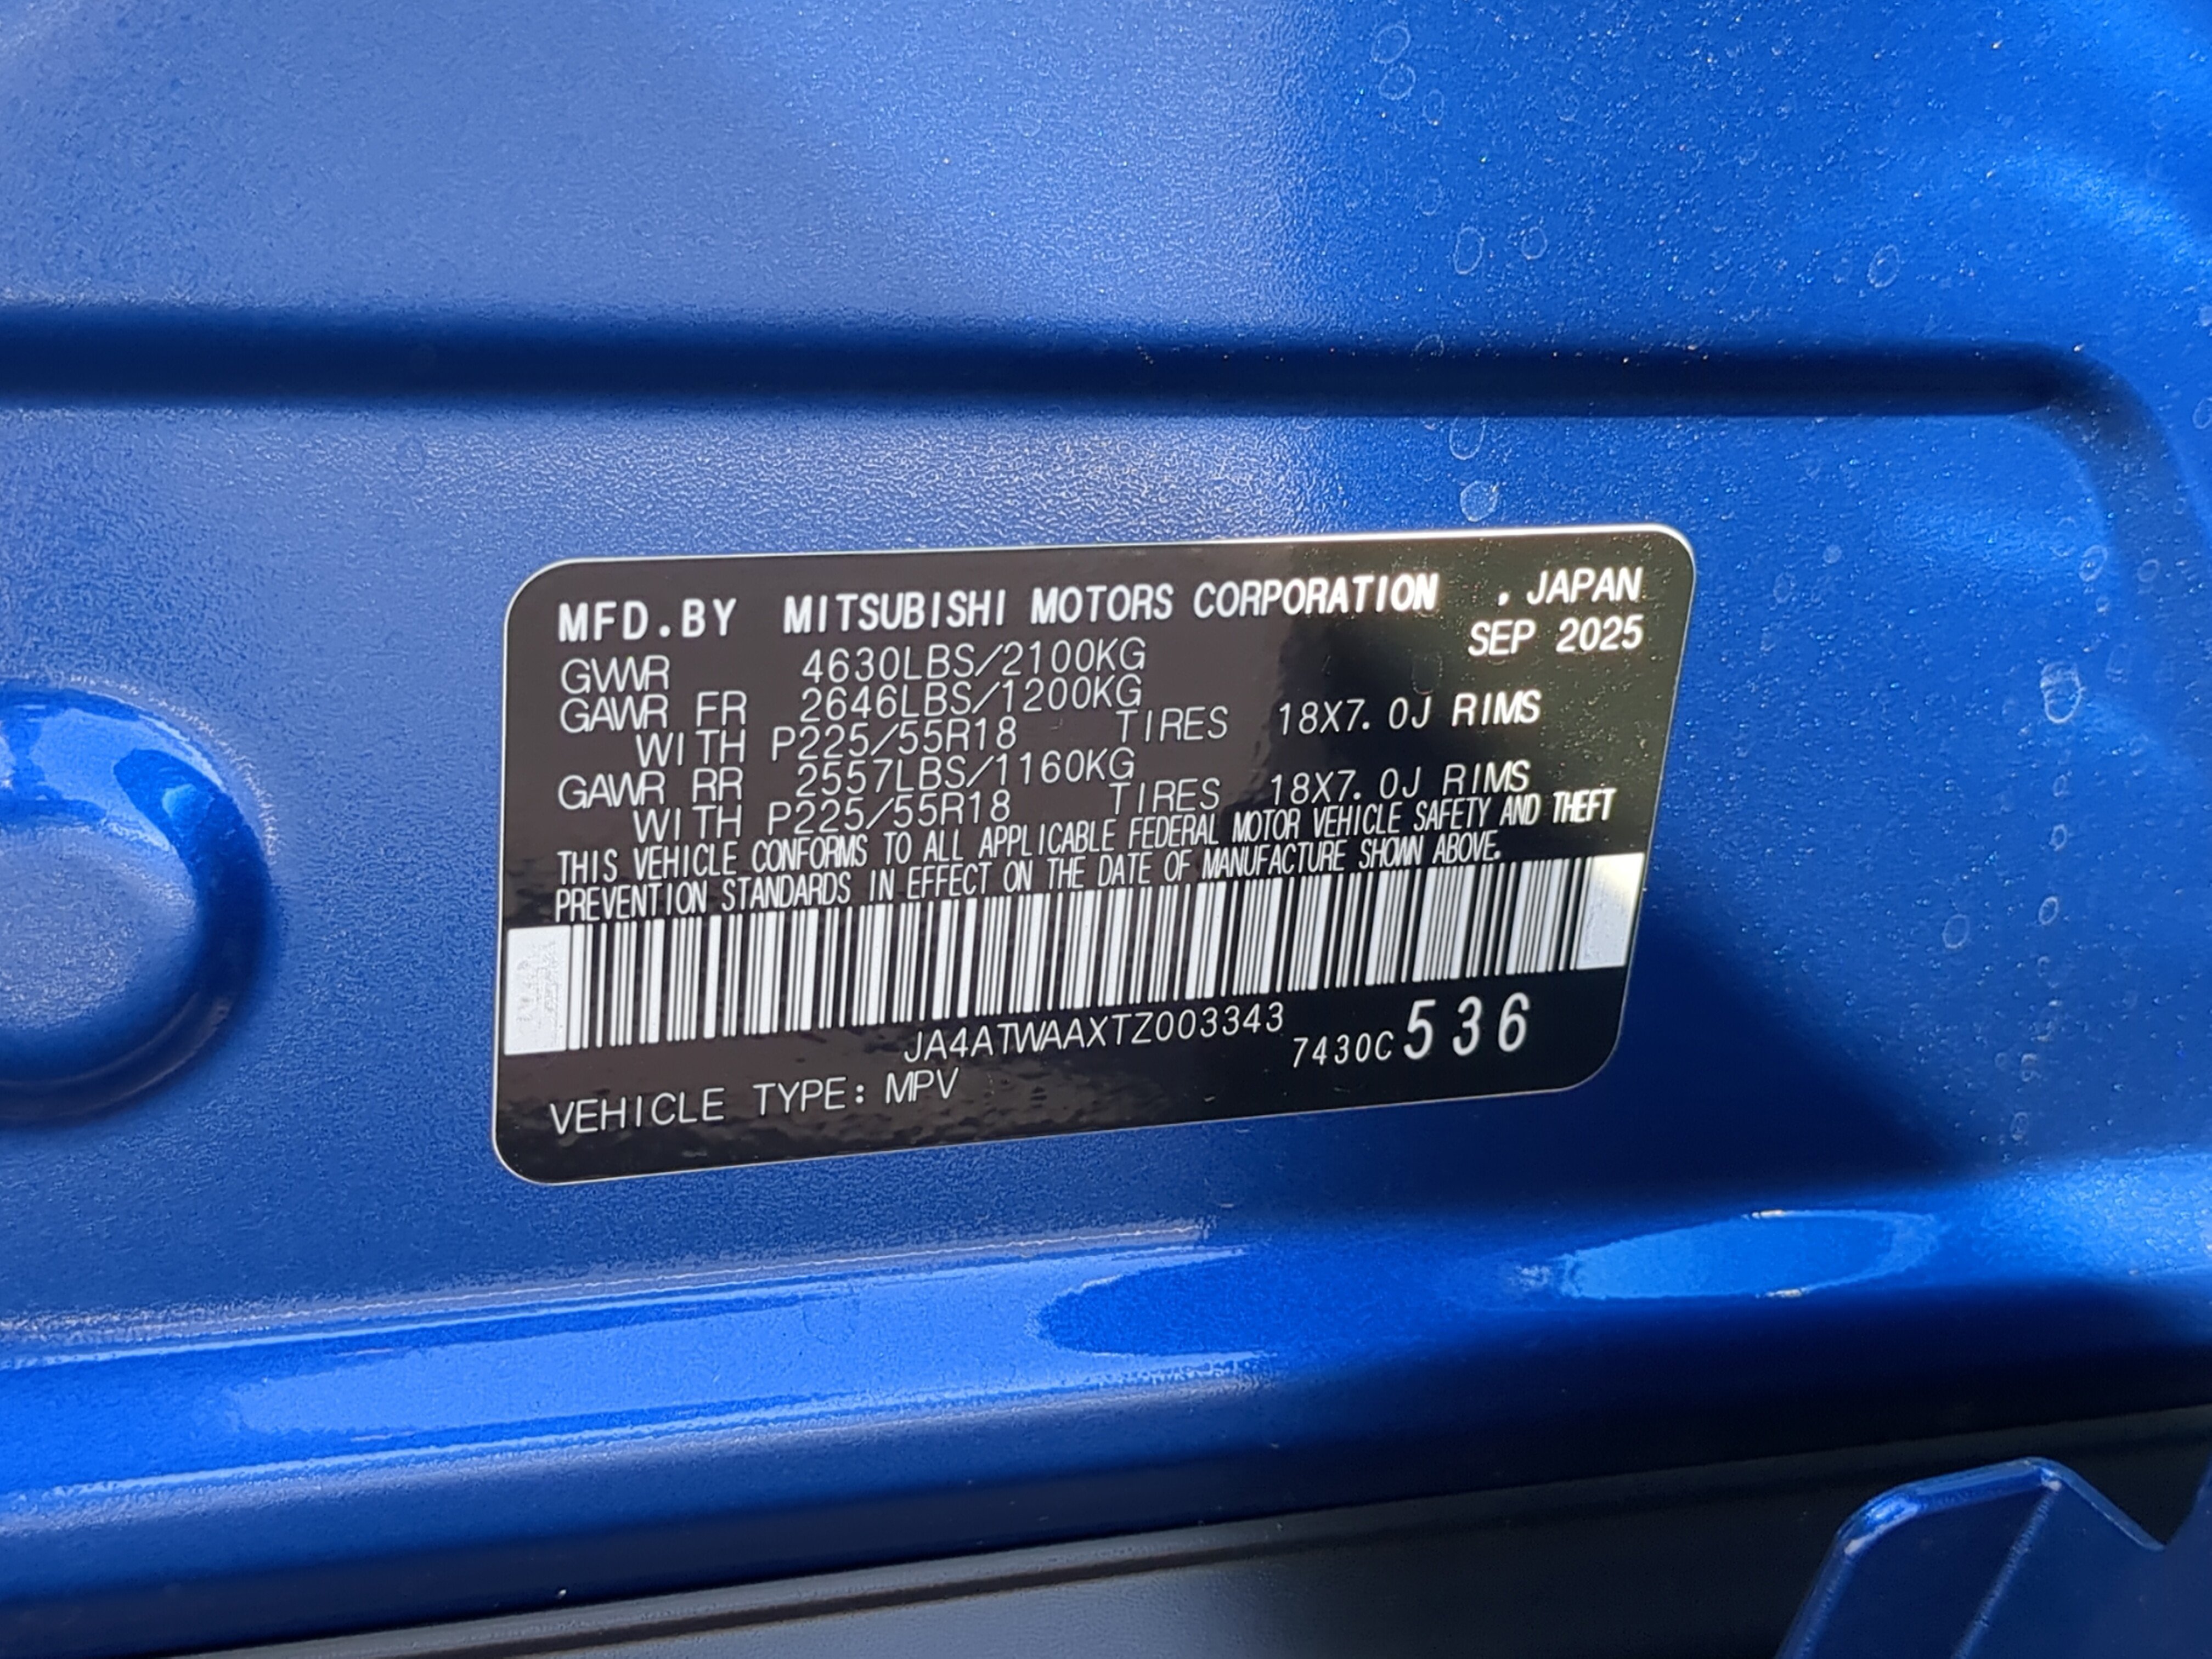 MFD.BY MITSUBISHI MOTORS CORPORATION , JAPAN
SEP 2025
GVWR 4630LBS/2100KG
GAWR FR 2646LBS/1200KG
WITH P225/55R18 TIRES 18X7.0J RIMS
GAWR RR 2557LBS/1160KG
WITH P225/55R18 TIRES 18X7.0J RIMS
THIS VEHICLE CONFORMS TO ALL APPLICABLE FEDERAL MOTOR VEHICLE SAFETY AND THEFT
PREVENTION STANDARDS IN EFFECT ON THE DATE OF MANUFACTURE SHOWN ABOVE.
JA4ATWAAXTZ003343
7430C536
VEHICLE TYPE: MPV